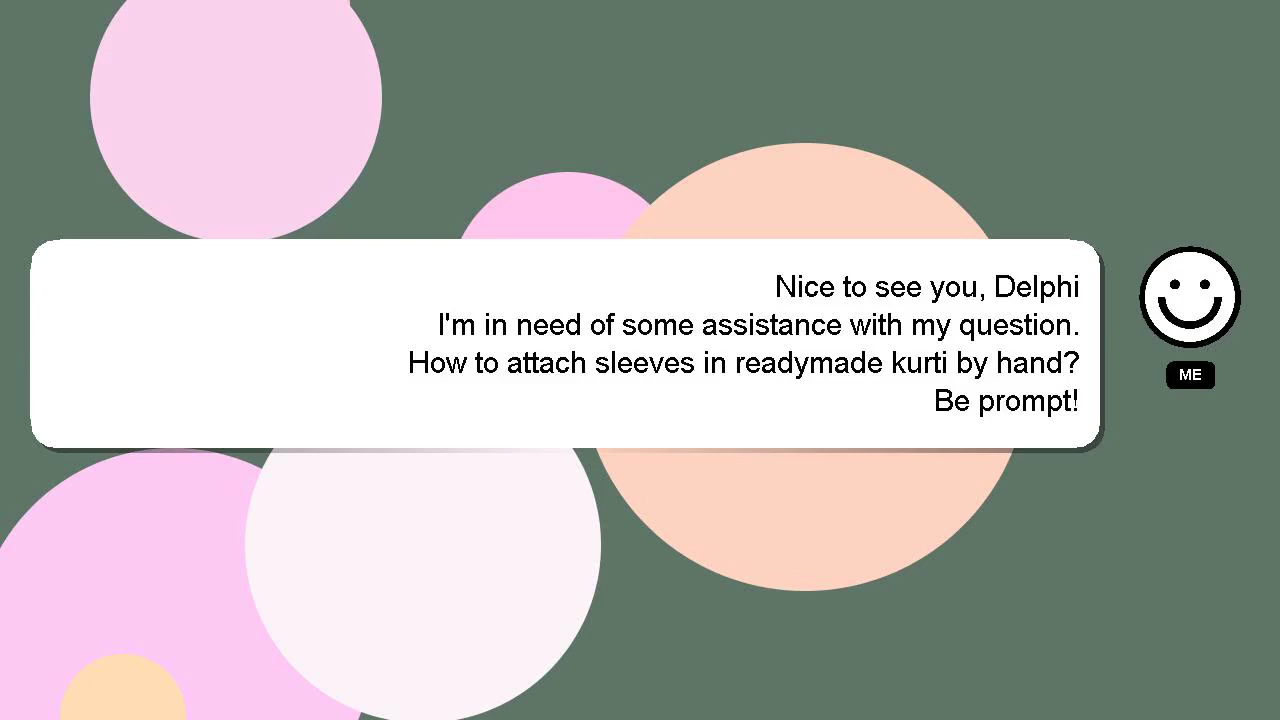 Nice to see you, Delphi
I'm in need of some assistance with my question.
How to attach sleeves in readymade kurti by hand?
Be prompt!
ME